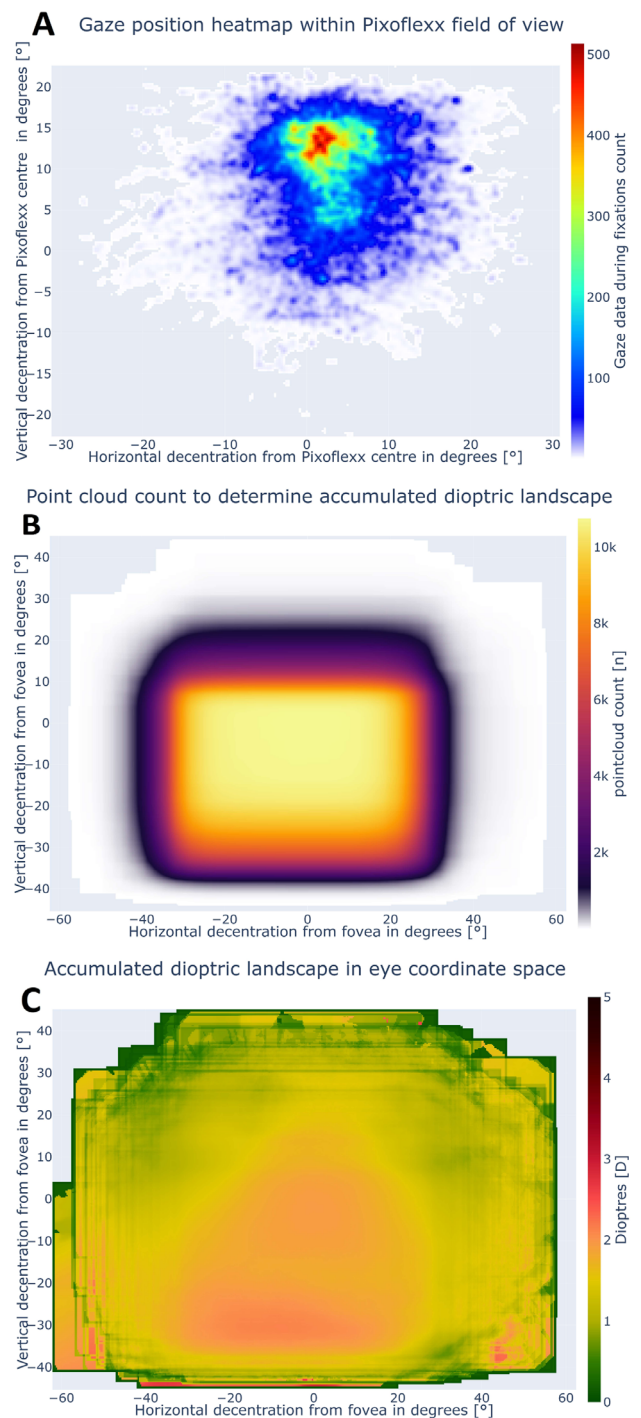 A
Gaze position heatmap within Pixoflexx field of view
Vertical decentration from Pixoflexx centre  in degrees [°]
20
15
10
5
0
−5
−10
−15
−20
−30
−20
−10
0
10
20
30
Horizontal decentration from Pixoflexx centre in degrees [°]
500
400
300
200
100
Gaze data during fixations count
Point cloud count to determine accumulated dioptric landscape
B
Vertical decentration from fovea in degrees [°]
40
30
20
10
0
−10
−20
−30
−40
−60
−40
−20
0
20
40
60
Horizontal decentration from fovea in degrees [°]
10k
8k
6k
4k
2k
pointcloud count [n]
Accumulated dioptric landscape in eye coordinate space
C
Vertical decentration from fovea in degrees [°]
40
30
20
10
0
−10
−20
−30
−40
−60
−40
−20
0
20
40
60
Horizontal decentration from fovea in degrees [°]
5
4
3
2
1
0
Dioptres [D]